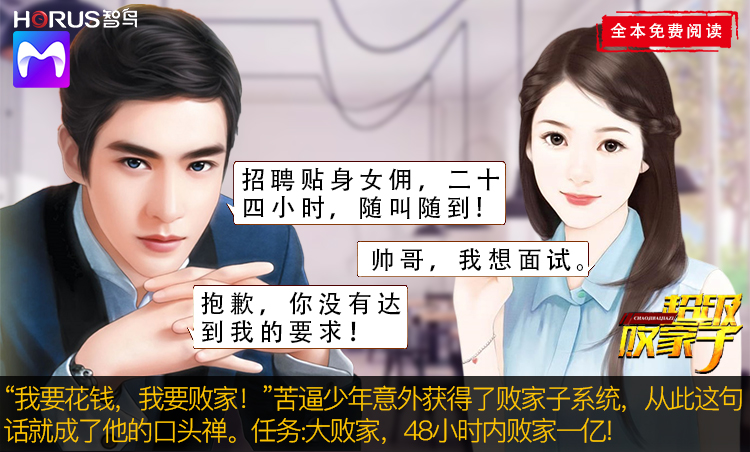 HORUS智鸟
全本免费阅读
招聘贴身女佣，二十
四小时，随叫随到！
帅哥，我想面试。
抱歉，你没有达
到我的要求！
超级
CHAOJIBAIJIAZI
败家子
“我要花钱，我要败家！”苦逼少年意外获得了败家子系统，从此这句
话就成了他的口头禅。任务:大败家，48小时内败家一亿!